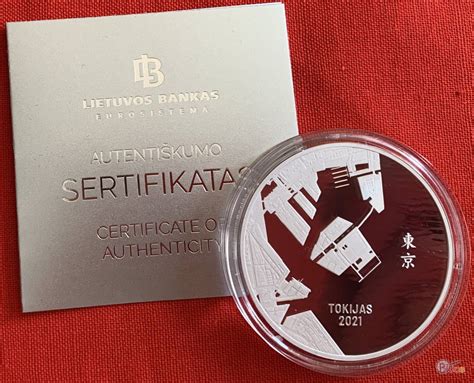 LIETUVOS BANKAS
EUROSISTEMA
AUTENTIŠKUMO
SERTIFIKATAS
CERTIFICATE OF
AUTHENTICITY
東
京
TOKIJAS
2021